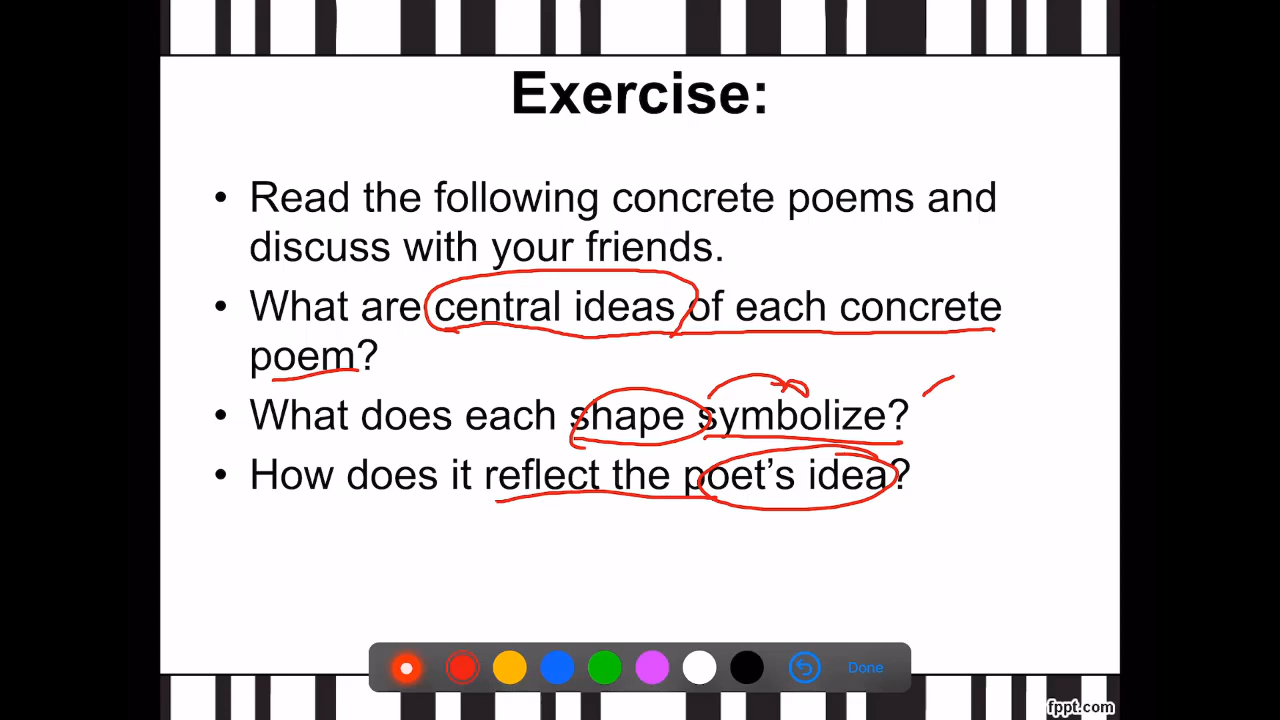 Exercise:
• Read the following concrete poems and
discuss with your friends.
• What are central ideas of each concrete
poem?
• What does each shape symbolize?
• How does it reflect the poet’s idea?
Done
fppt.com